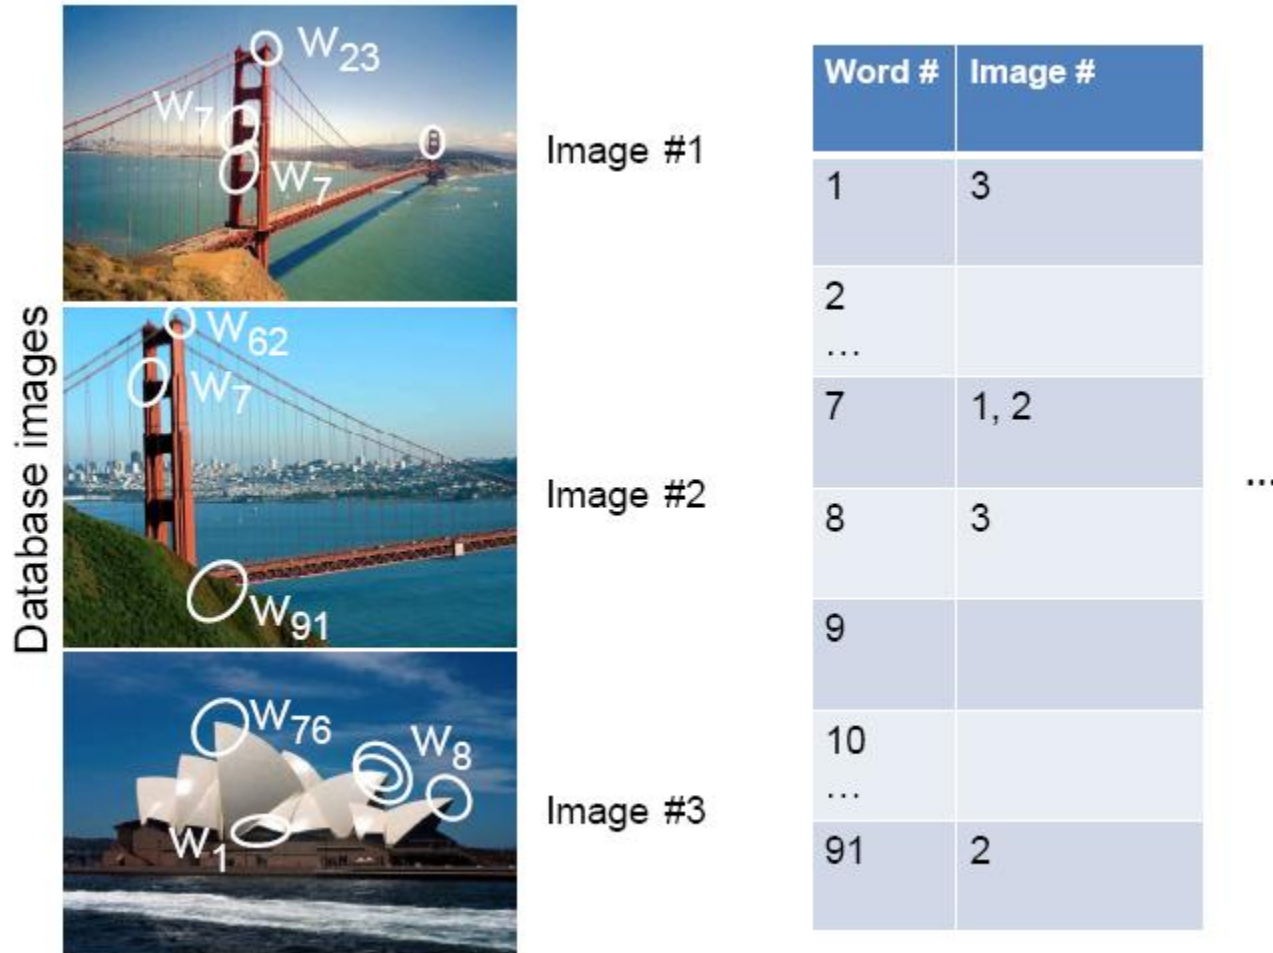 Database images
W23
W7
W7
Image #1
W62
W7
W91
Image #2
W76
W8
W1
Image #3
Word # Image #
1 3
2
...
7 1, 2
8 3
9
10
...
91 2
...